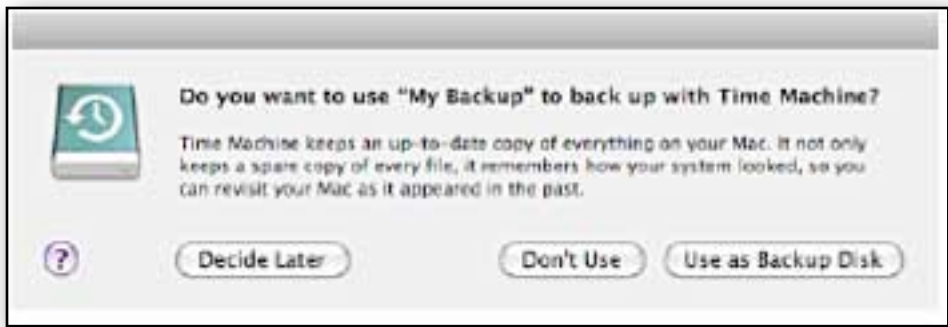 Do you want to use “My Backup” to back up with Time Machine?
Time Machine keeps an up-to-date copy of everything on your Mac. It not only
keeps a spare copy of every file, it remembers how your system looked, so you
can revisit your Mac as it appeared in the past.
?
Decide Later
Don't Use
Use as Backup Disk